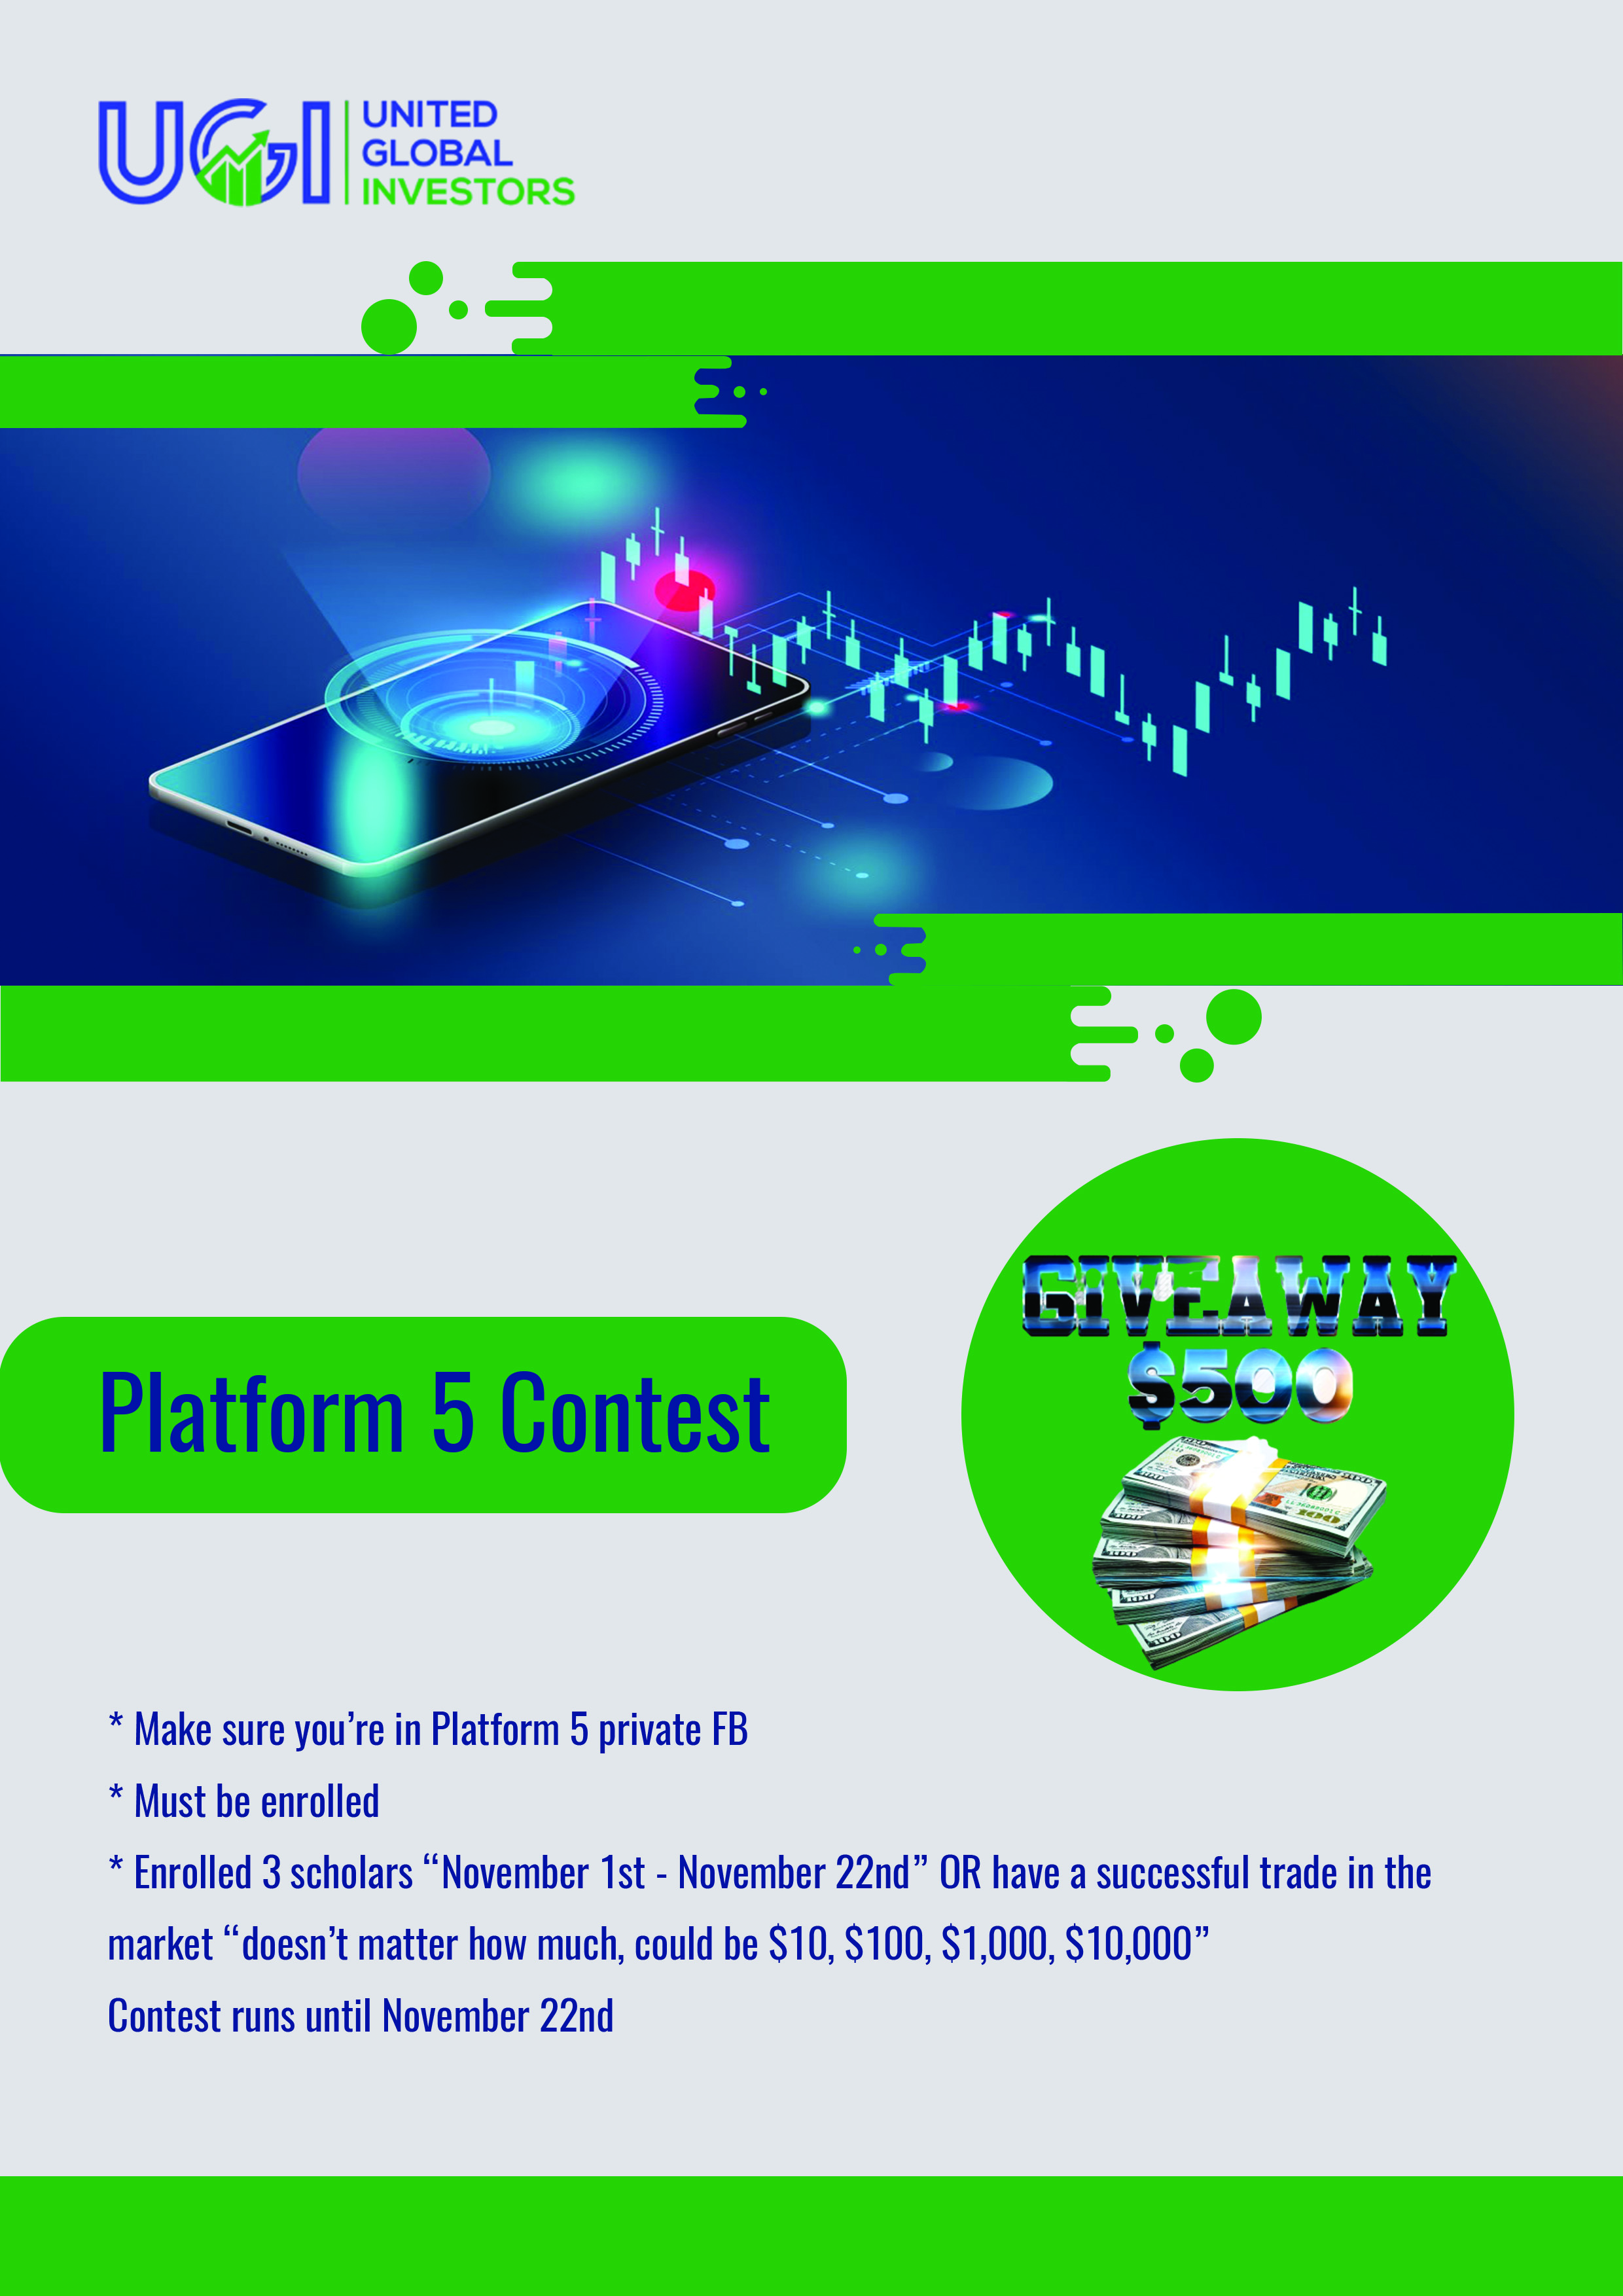 UGI
UNITED
GLOBAL
INVESTORS
GIVEAWAY
$500
Platform 5 Contest
* Make sure you’re in Platform 5 private FB
* Must be enrolled
* Enrolled 3 scholars “November 1st - November 22nd” OR have a successful trade in the
market “doesn’t matter how much, could be $10, $100, $1,000, $10,000”
Contest runs until November 22nd